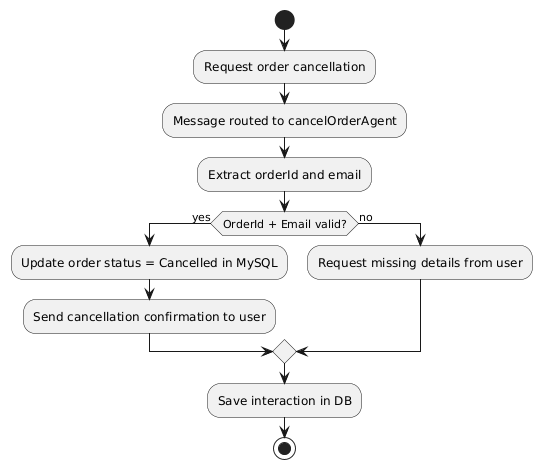 Request order cancellation
Message routed to cancelOrderAgent
Extract orderId and email
yes
OrderId + Email valid?
no
Update order status = Cancelled in MySQL
Request missing details from user
Send cancellation confirmation to user
Save interaction in DB